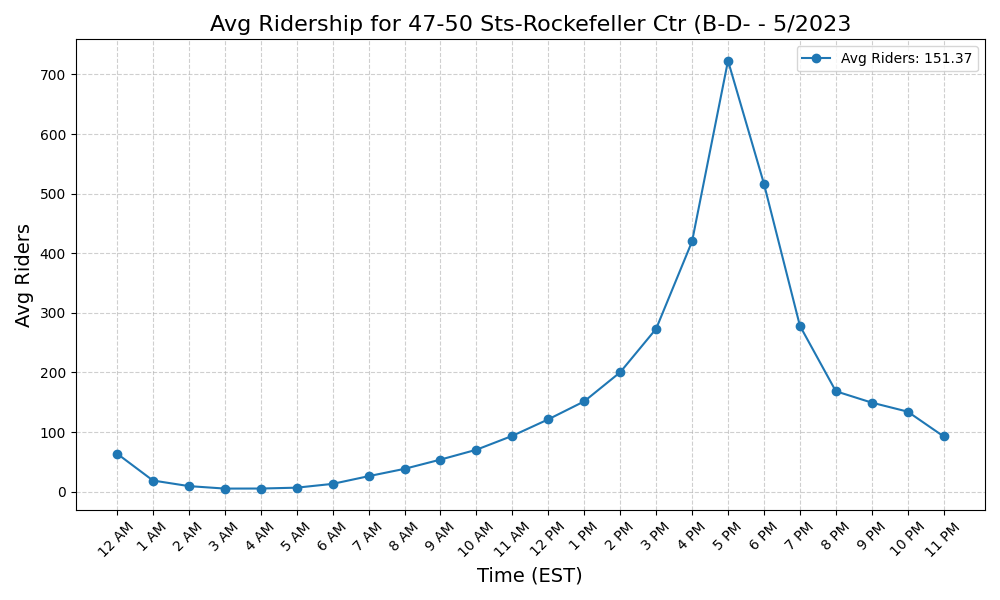 Avg Ridership for 47-50 Sts-Rockefeller Ctr (B-D- - 5/2023
Avg Riders: 151.37
Avg Riders
700
600
500
400
300
200
100
0
12 AM
1 AM
2 AM
3 AM
4 AM
5 AM
6 AM
7 AM
8 AM
9 AM
10 AM
11 AM
12 PM
1 PM
2 PM
3 PM
4 PM
5 PM
6 PM
7 PM
8 PM
9 PM
10 PM
11 PM
Time (EST)